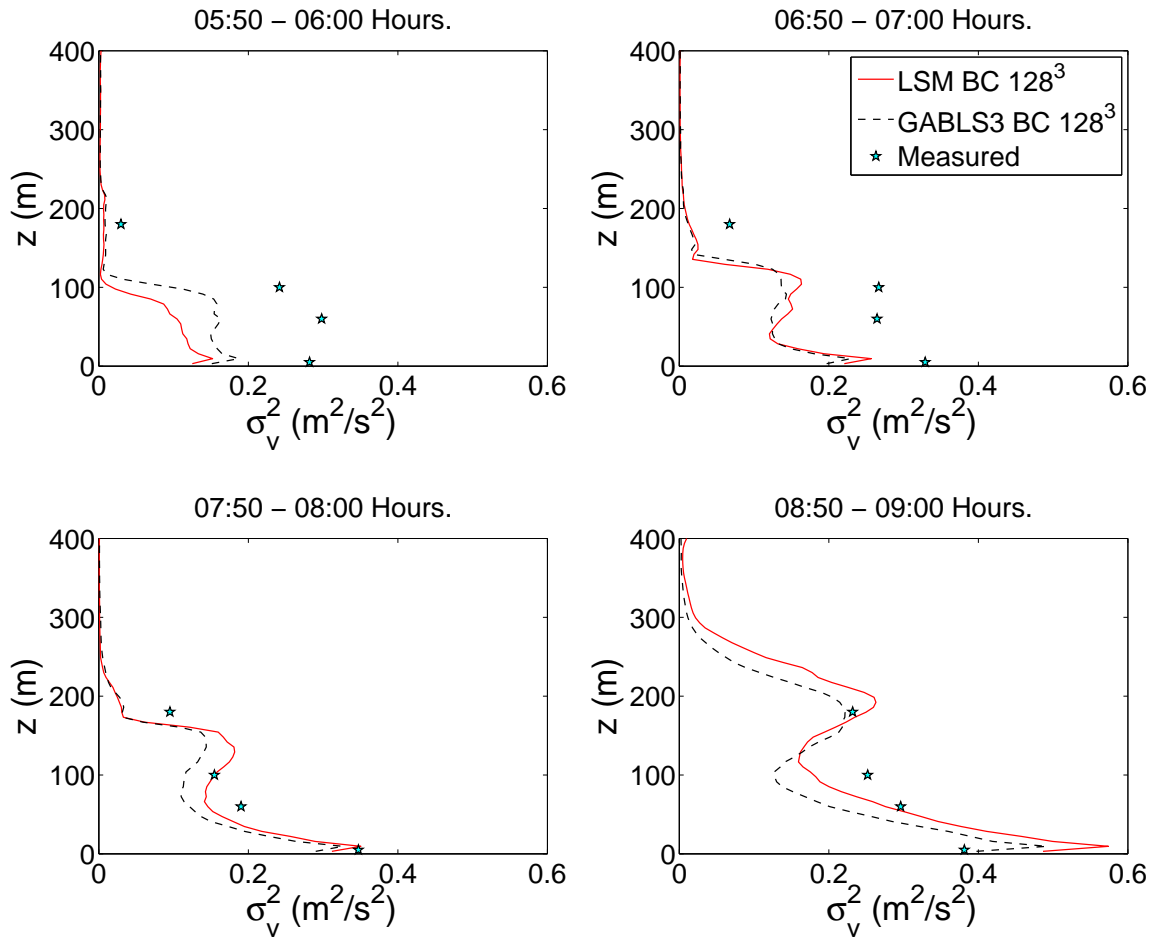 05:50 − 06:00 Hours.
400
300
200
100
0
z (m)
0
0.2
0.4
0.6
σ_v^2 (m^2/s^2)
06:50 − 07:00 Hours.
LSM BC 128^3
GABLS3 BC 128^3
Measured
400
300
200
100
0
z (m)
0
0.2
0.4
0.6
σ_v^2 (m^2/s^2)
07:50 − 08:00 Hours.
400
300
200
100
0
z (m)
0
0.2
0.4
0.6
σ_v^2 (m^2/s^2)
08:50 − 09:00 Hours.
400
300
200
100
0
z (m)
0
0.2
0.4
0.6
σ_v^2 (m^2/s^2)